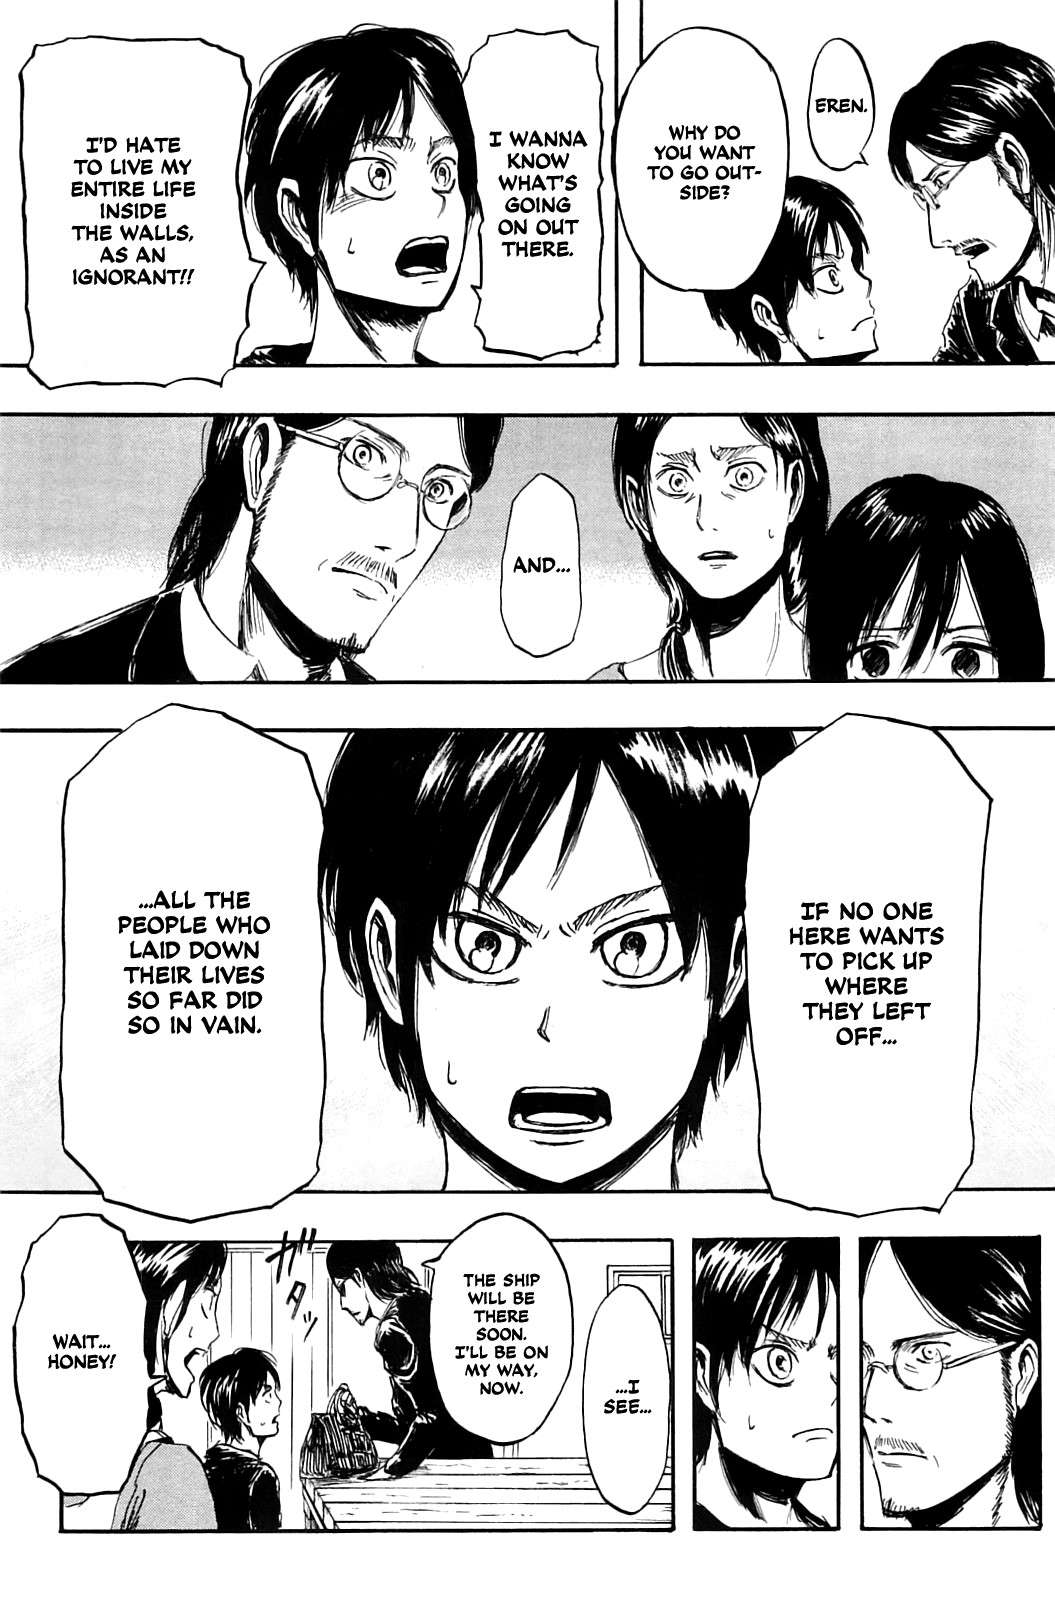 EREN.
WHY DO
YOU WANT
TO GO OUT-
SIDE?
I WANNA
KNOW
WHAT'S
GOING
ON OUT
THERE.
I'D HATE
TO LIVE MY
ENTIRE LIFE
INSIDE
THE WALLS,
AS AN
IGNORANT!!
AND...
IF NO ONE
HERE WANTS
TO PICK UP
WHERE
THEY LEFT
OFF...
...ALL THE
PEOPLE WHO
LAID DOWN
THEIR LIVES
SO FAR DID
SO IN VAIN.
...I
SEE...
THE SHIP
WILL BE
THERE
SOON.
I'LL BE ON
MY WAY,
NOW.
ガタッ
WAIT...
HONEY!